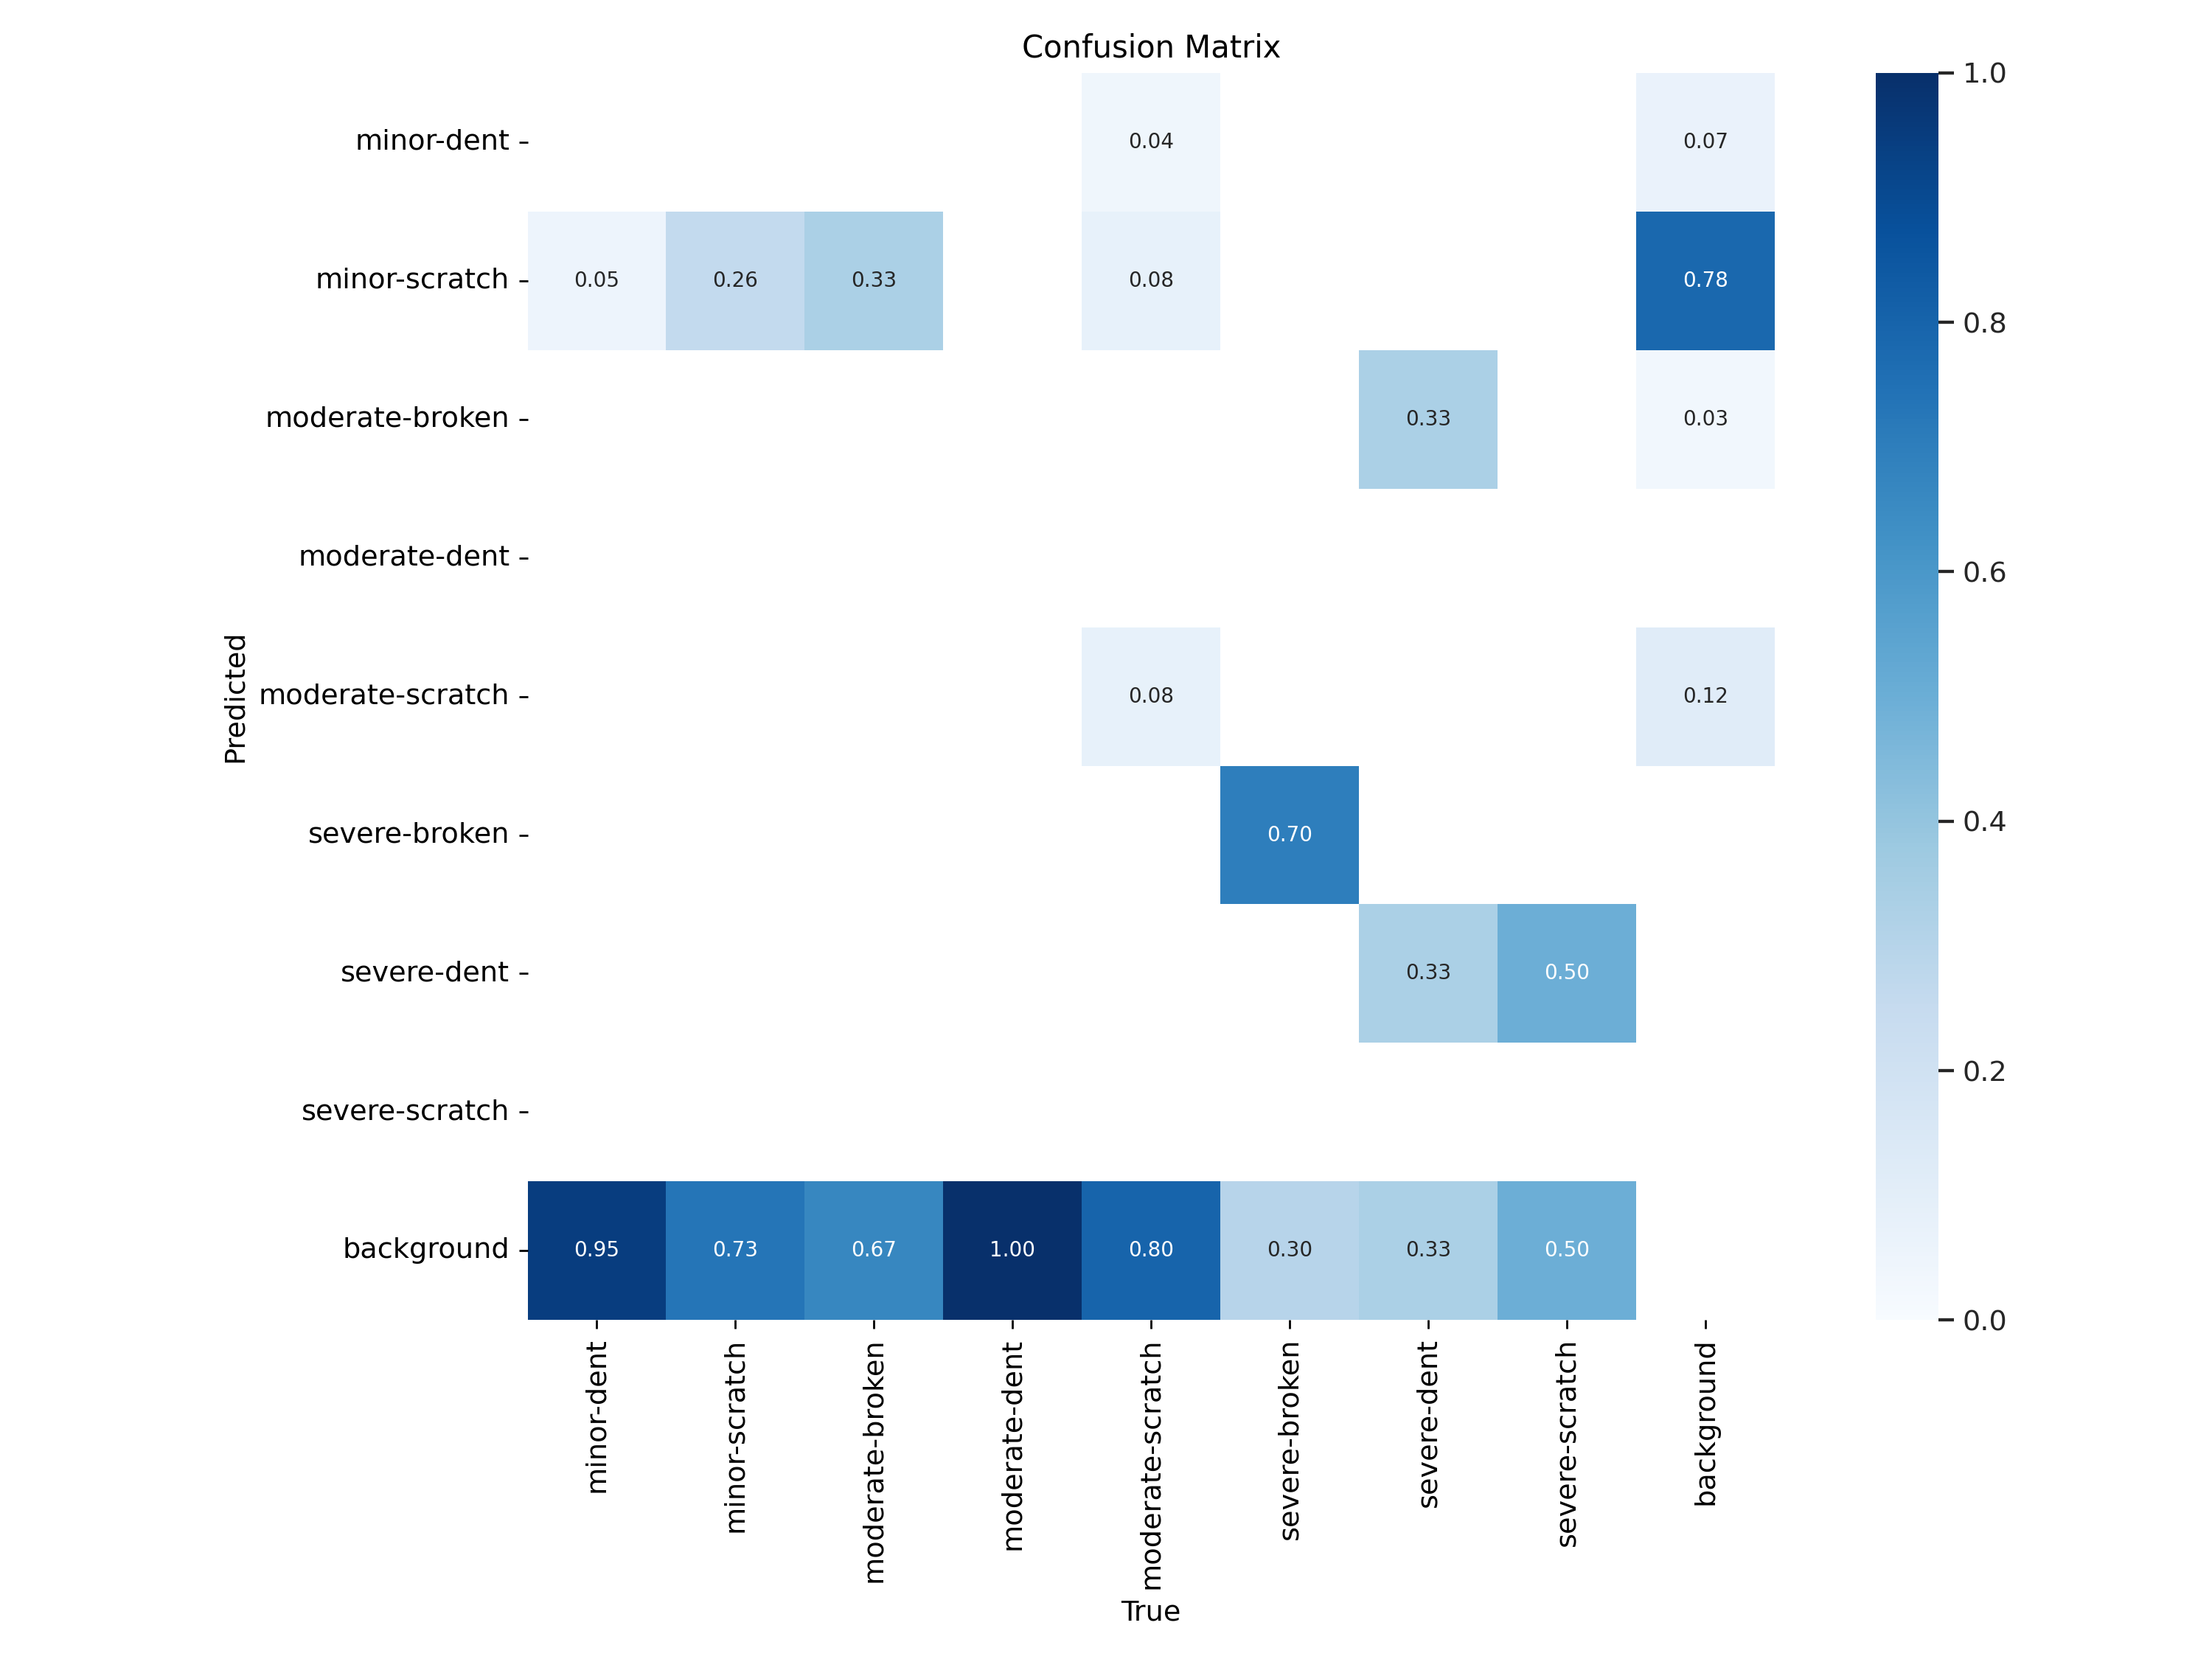 Confusion Matrix
minor-dent 0.04 0.07
minor-scratch 0.05 0.26 0.33 0.08 0.78
moderate-broken 0.33 0.03
moderate-dent
moderate-scratch 0.08 0.12
severe-broken 0.70
severe-dent 0.33 0.50
severe-scratch
background 0.95 0.73 0.67 1.00 0.80 0.30 0.33 0.50
Predicted
minor-dent
minor-scratch
moderate-broken
moderate-dent
moderate-scratch
severe-broken
severe-dent
severe-scratch
background
True
1.0
0.8
0.6
0.4
0.2
0.0